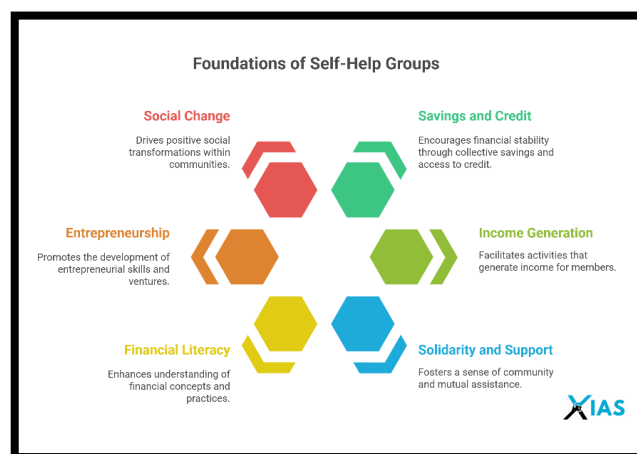 Foundations of Self-Help Groups
Social Change
Drives positive social
transformations within
communities.
Savings and Credit
Encourages financial stability
through collective savings and
access to credit.
Entrepreneurship
Promotes the development of
entrepreneurial skills and
ventures.
Income Generation
Facilitates activities that
generate income for members.
Financial Literacy
Enhances understanding of
financial concepts and
practices.
Solidarity and Support
Fosters a sense of community
and mutual assistance.
XIAS